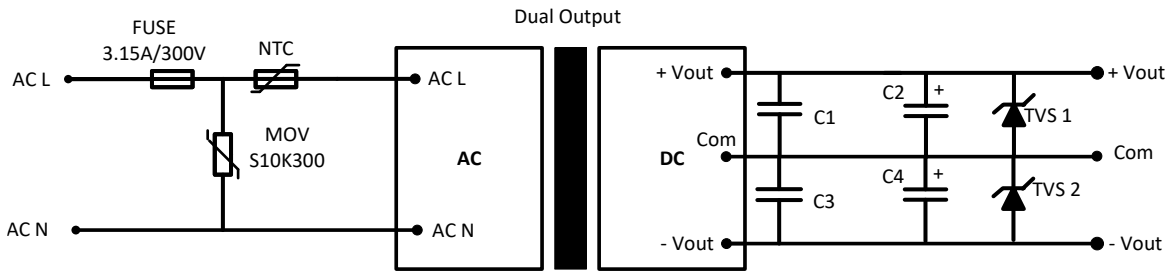 Dual Output
FUSE
3.15A/300V
NTC
AC L
AC L
+ Vout
C2
+
+ Vout
C1
TVS 1
MOV
S10K300
AC
DC
Com
Com
C4
+
C3
TVS 2
AC N
AC N
- Vout
- Vout